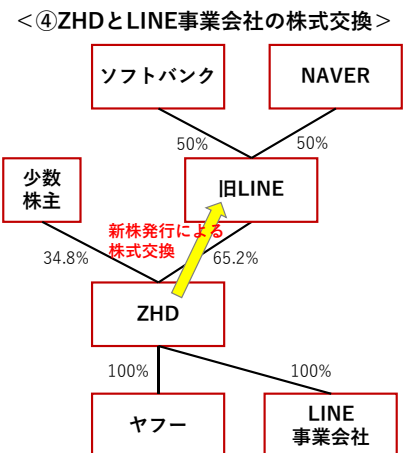 ＜④ZHDとLINE事業会社の株式交換＞
ソフトバンク
NAVER
50%
50%
少数
株主
旧LINE
新株発行による
株式交換
34.8%
65.2%
ZHD
100%
100%
ヤフー
LINE
事業会社